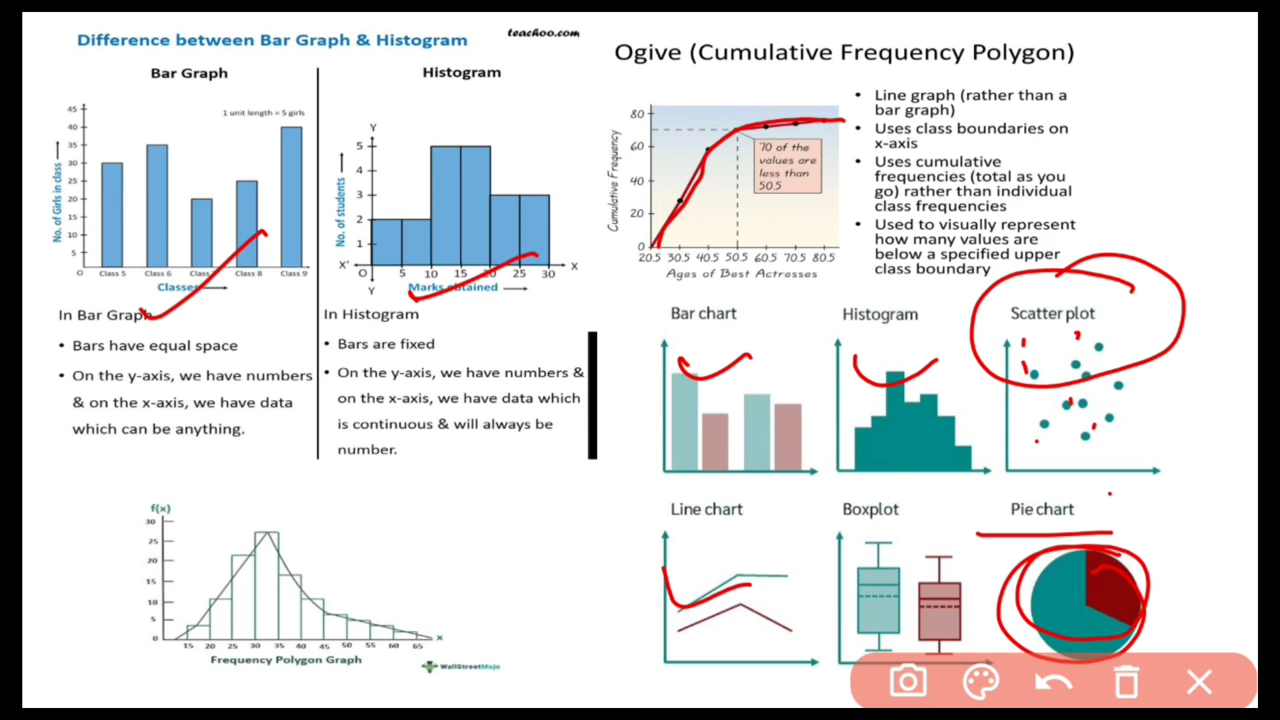 Difference between Bar Graph & Histogram
teachoo.com
Bar Graph
1 unit length = 5 girls
No. of Girls in class
45
40
35
30
25
20
15
10
5
O
Class 5
Class 6
Class
Class 8
Class 9
Classes
In Bar Graph
• Bars have equal space
• On the y-axis, we have numbers
& on the x-axis, we have data
which can be anything.
Histogram
Y
No. of students
5
4
3
2
1
X'
O
5
10
15
20
25
30
X
Y
Marks obtained
In Histogram
• Bars are fixed
• On the y-axis, we have numbers &
on the x-axis, we have data which
is continuous & will always be
number.
Ogive (Cumulative Frequency Polygon)
Cumulative Frequency
80
60
40
20
0
20.5
30.5
40.5
50.5
60.5
70.5
80.5
Ages of Best Actresses
70 of the
values are
less than
50.5
• Line graph (rather than a
bar graph)
• Uses class boundaries on
x-axis
• Uses cumulative
frequencies (total as you
go) rather than individual
class frequencies
• Used to visually represent
how many values are
below a specified upper
class boundary
Bar chart
Histogram
Scatter plot
Line chart
Boxplot
Pie chart
f(x)
30
25
20
15
10
5
0
15
20
25
30
35
40
45
50
55
60
65
x
Frequency Polygon Graph
WallStreetMojo